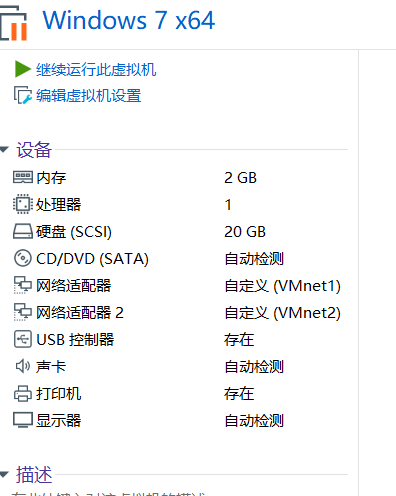 Windows 7 x64
继续运行此虚拟机
编辑虚拟机设置
设备
内存 2 GB
处理器 1
硬盘 (SCSI) 20 GB
CD/DVD (SATA) 自动检测
网络适配器 自定义 (VMnet1)
网络适配器 2 自定义 (VMnet2)
USB 控制器 存在
声卡 自动检测
打印机 存在
显示器 自动检测
描述